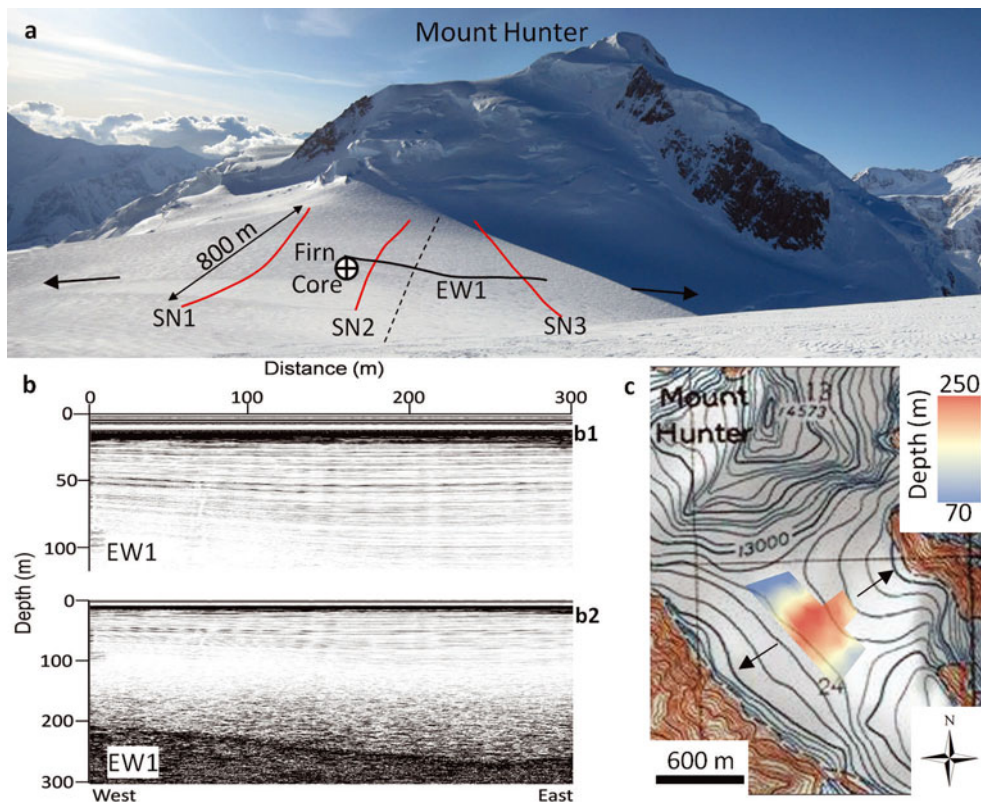 a
Mount Hunter
800 m
Firn
Core
EW1
SN1
SN2
SN3
b
Distance (m)
0 100 200 300
0
b1
50
100
EW1
Depth (m)
0
b2
100
200
300
EW1
West East
c
Mount
Hunter
13
14573
13000
24
250
Depth (m)
70
600 m
N